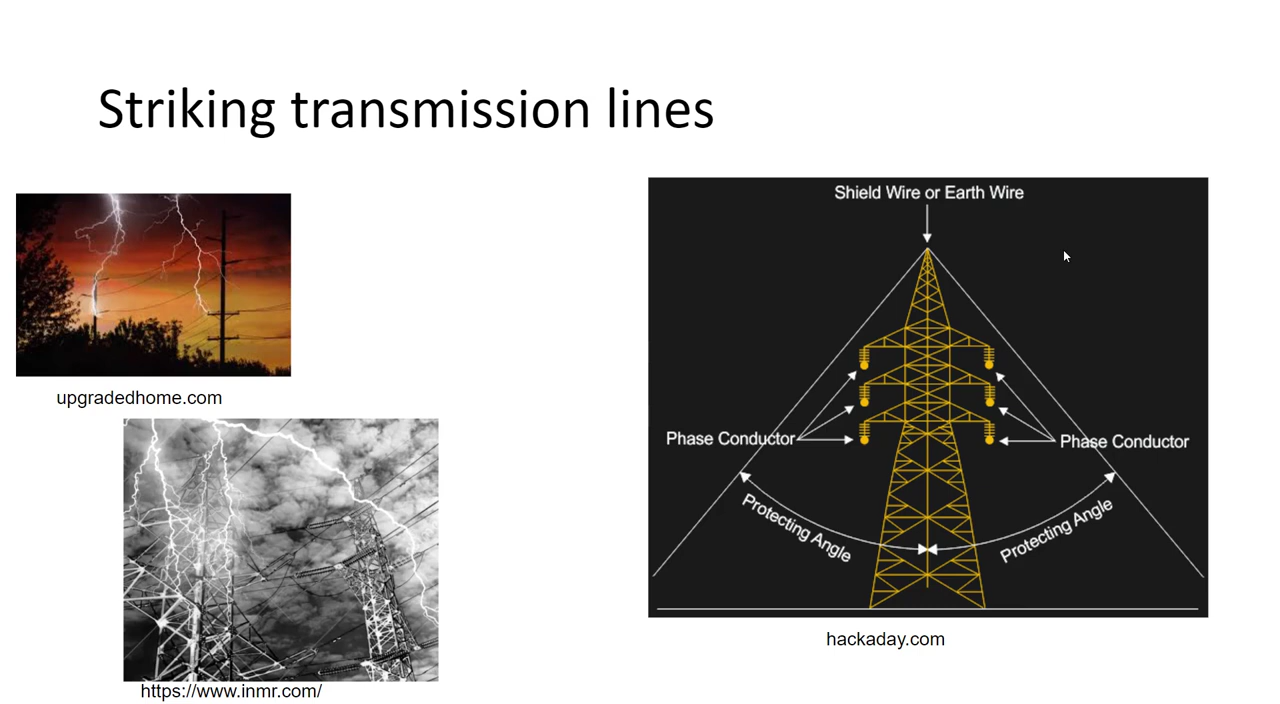 Striking transmission lines
upgradedhome.com
https://www.inmr.com/
Shield Wire or Earth Wire
Phase Conductor
Phase Conductor
Protecting Angle
Protecting Angle
hackaday.com